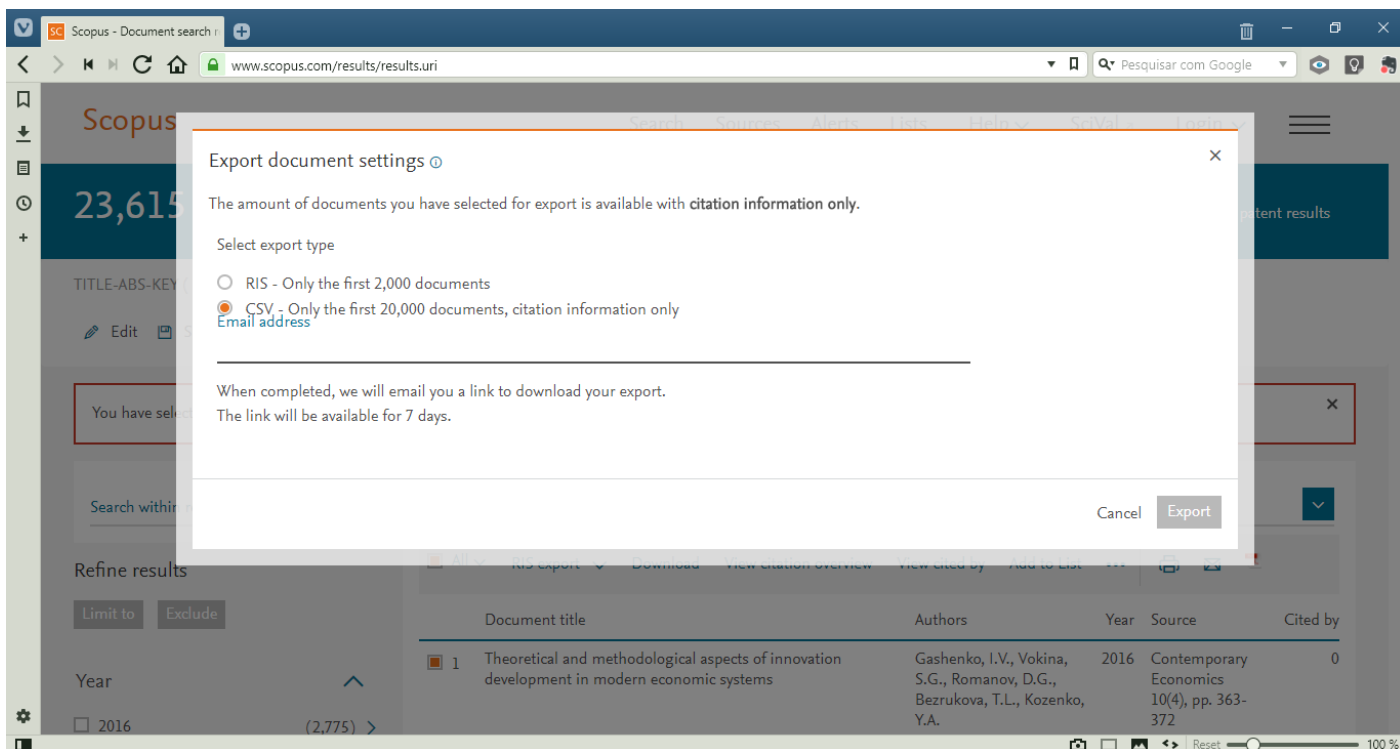 Scopus - Document search r
www.scopus.com/results/results.uri
Pesquisar com Google
Scopus
Search Sources Alerts Lists Help SciVal Login
23,615
patent results
TITLE-ABS-KEY (
Edit
Export document settings
The amount of documents you have selected for export is available with citation information only.
Select export type
RIS - Only the first 2,000 documents
CSV - Only the first 20,000 documents, citation information only
Email address
When completed, we will email you a link to download your export.
The link will be available for 7 days.
Cancel Export
You have sele
Search within r
Refine results
Limit to Exclude
All RIS export Download View citation overview View cited by Add to List
Document title Authors Year Source Cited by
1 Theoretical and methodological aspects of innovation development in modern economic systems
Gashenko, I.V., Vokina,
S.G., Romanov, D.G.,
Bezrukova, T.L., Kozenko,
Y.A.
2016
Contemporary
Economics
10(4), pp. 363-
372
0
Year
2016 (2,775)
Reset 100 %